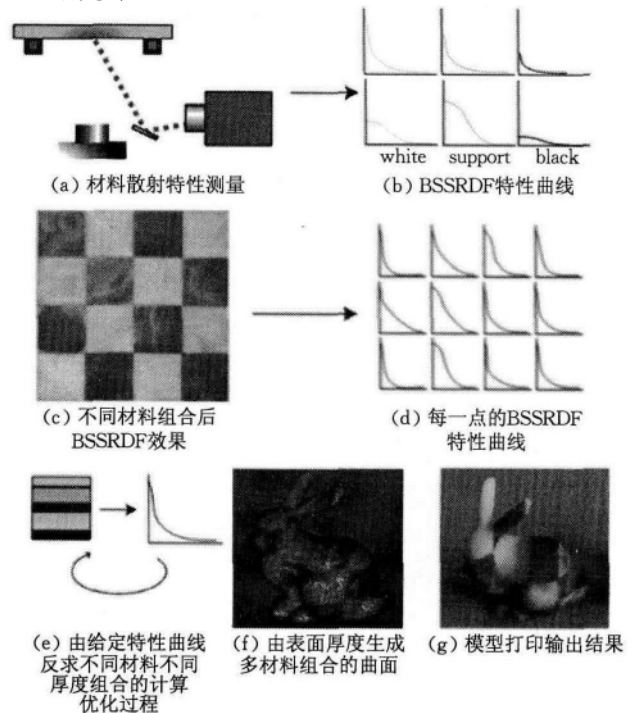 white support black
(a) 材料散射特性测量
(b) BSSRDF特性曲线
(c) 不同材料组合后
BSSRDF效果
(d) 每一点的BSSRDF
特性曲线
(e) 由给定特性曲线
反求不同材料不同
厚度组合的计算
优化过程
(f) 由表面厚度生成
多材料组合的曲面
(g) 模型打印输出结果